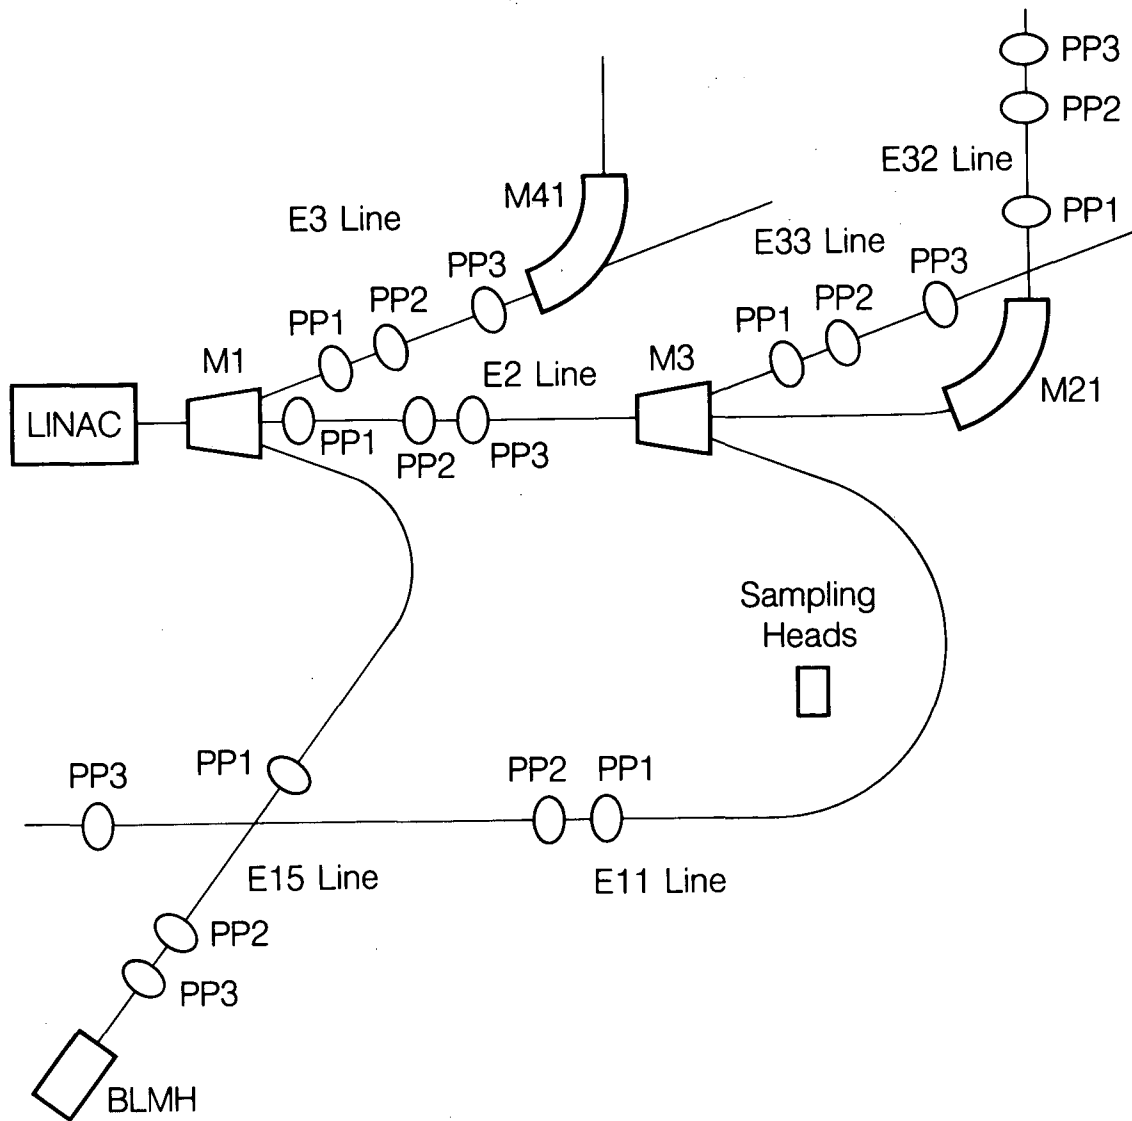 PP3
PP2
E32 Line
PP1
M41
E3 Line
E33 Line
PP3
PP3
PP2
PP2
PP1
PP1
M1
E2 Line
M3
M21
LINAC
PP1
PP2
PP3
Sampling
Heads
PP1
PP3
PP2
PP1
E15 Line
E11 Line
PP2
PP3
BLMH